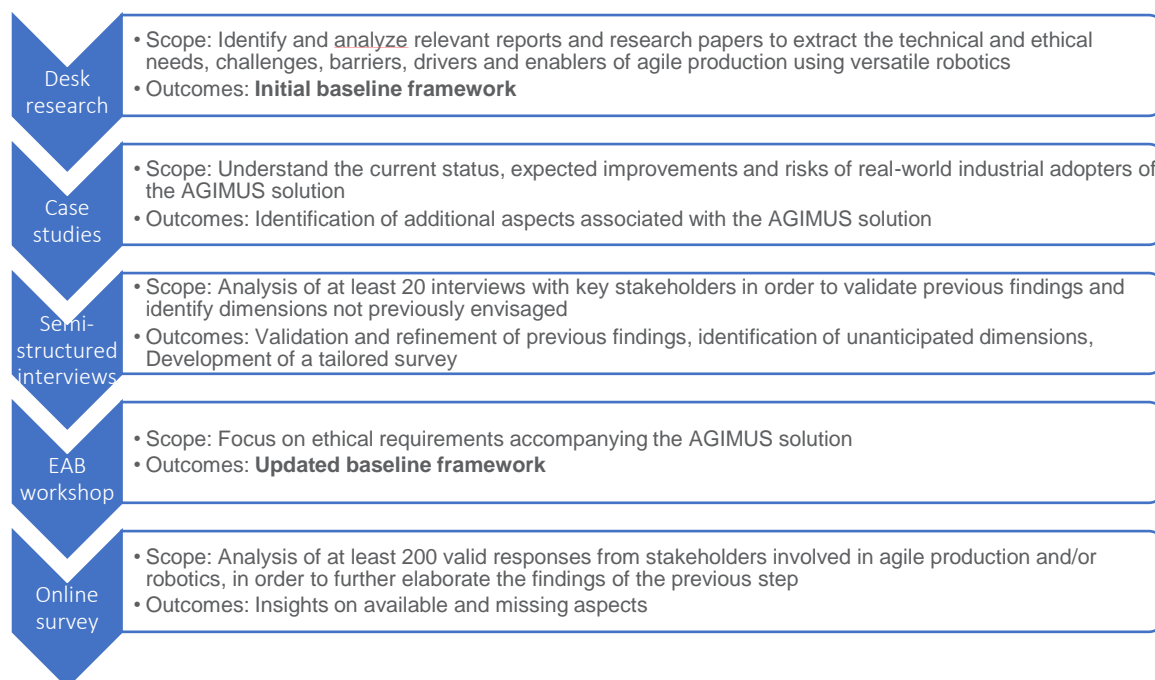 Desk
research
• Scope: Identify and analyze relevant reports and research papers to extract the technical and ethical
needs, challenges, barriers, drivers and enablers of agile production using versatile robotics
• Outcomes: Initial baseline framework
Case
studies
• Scope: Understand the current status, expected improvements and risks of real-world industrial adopters of
the AGIMUS solution
• Outcomes: Identification of additional aspects associated with the AGIMUS solution
Semi-
structured
interviews
• Scope: Analysis of at least 20 interviews with key stakeholders in order to validate previous findings and
identify dimensions not previously envisaged
• Outcomes: Validation and refinement of previous findings, identification of unanticipated dimensions,
Development of a tailored survey
EAB
workshop
• Scope: Focus on ethical requirements accompanying the AGIMUS solution
• Outcomes: Updated baseline framework
Online
survey
• Scope: Analysis of at least 200 valid responses from stakeholders involved in agile production and/or
robotics, in order to further elaborate the findings of the previous step
• Outcomes: Insights on available and missing aspects